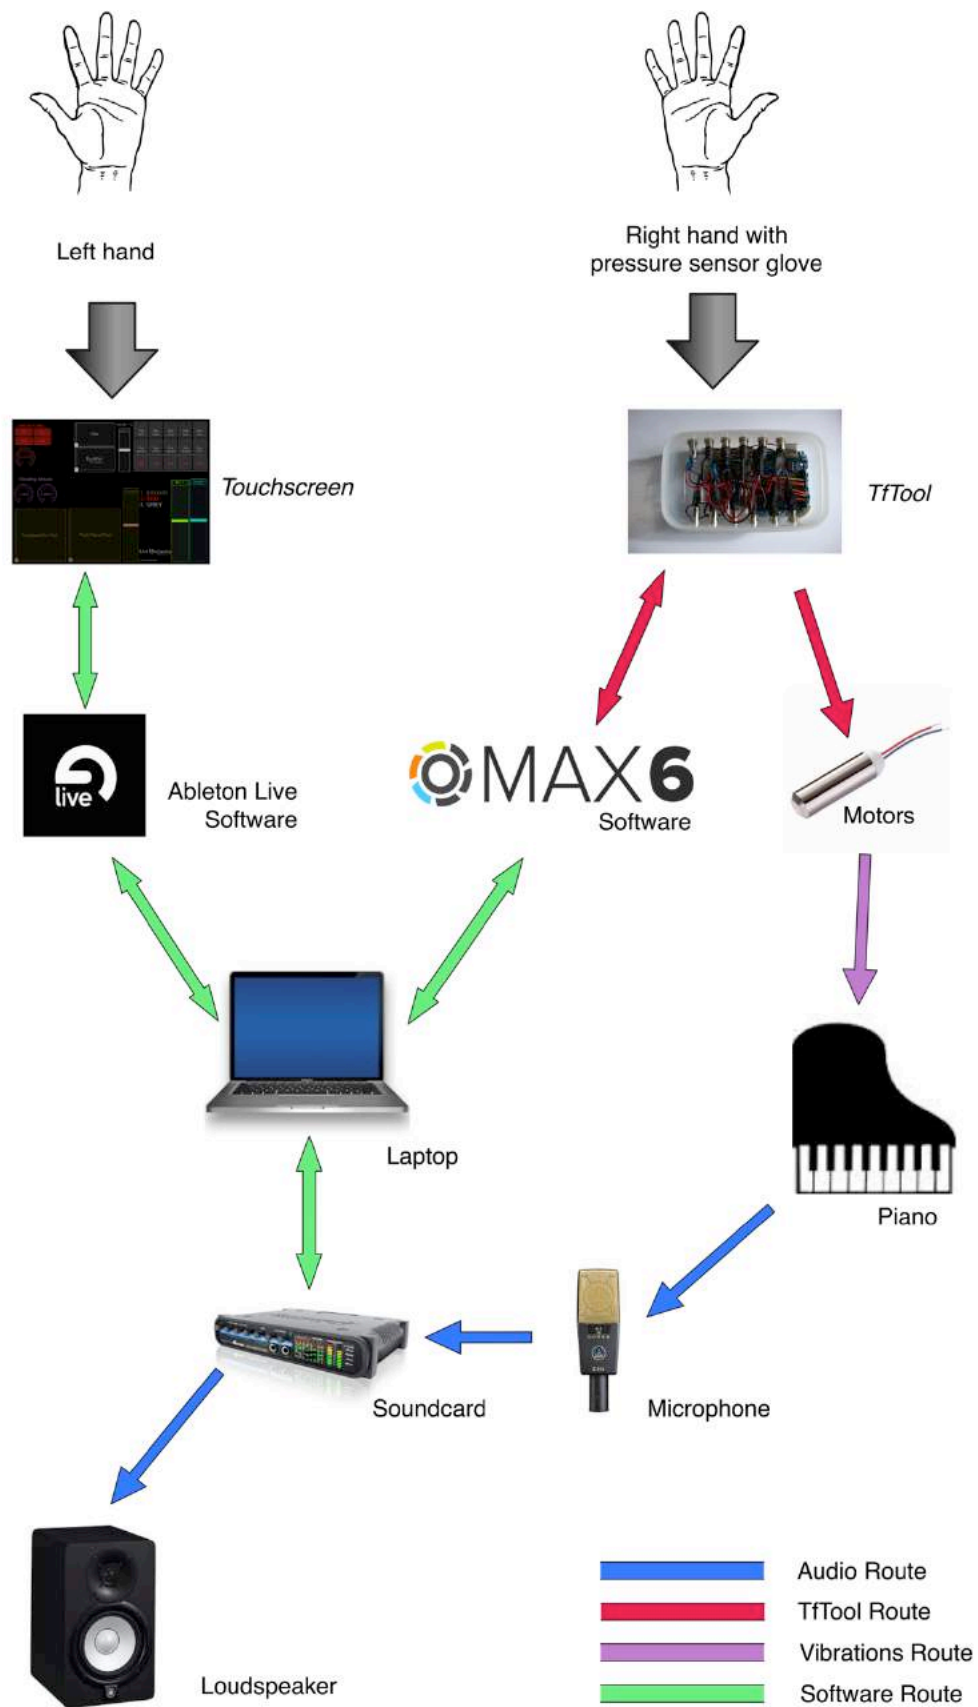 Left hand
Right hand with
pressure sensor glove
Touchscreen
TfTool
live
Ableton Live
Software
MAX6
Software
Motors
Laptop
Piano
Soundcard
Microphone
Loudspeaker
Audio Route
TfTool Route
Vibrations Route
Software Route